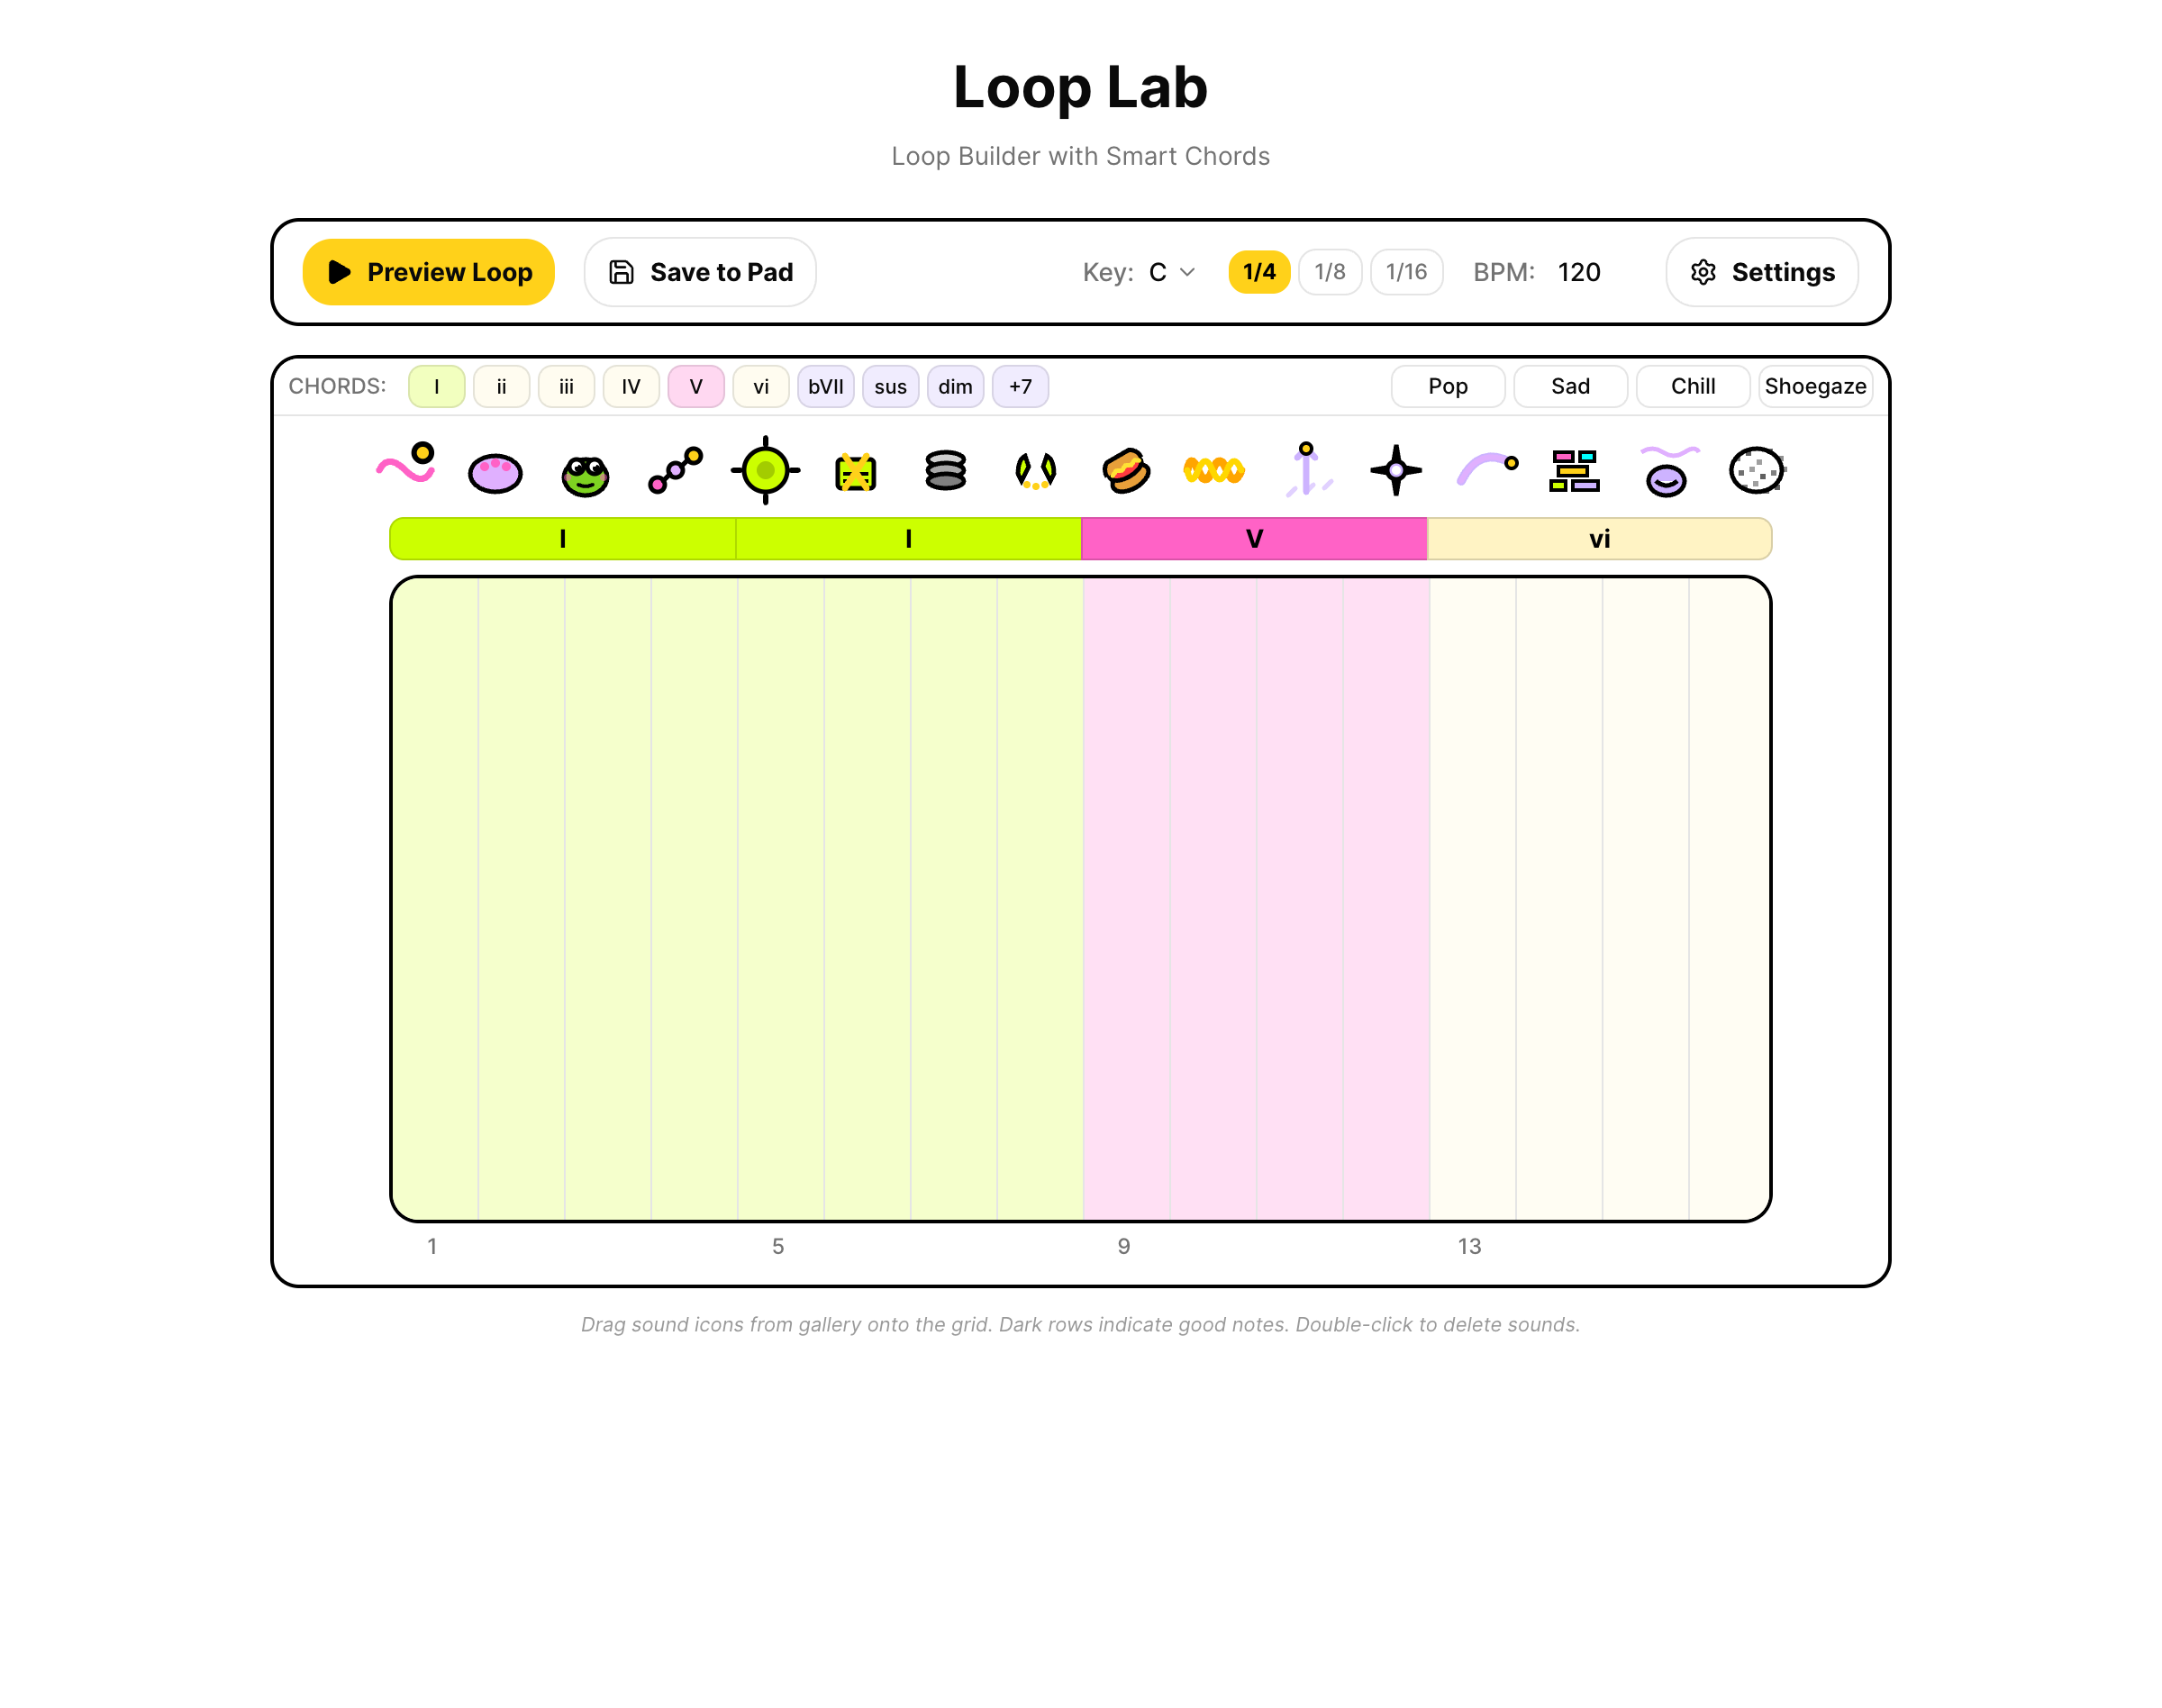 Loop Lab
Loop Builder with Smart Chords
Preview Loop Save to Pad Key: C 1/4 1/8 1/16 BPM: 120 Settings
CHORDS: I ii iii IV V vi bVII sus dim +7 Pop Sad Chill Shoegaze
I I V vi
1 5 9 13
Drag sound icons from gallery onto the grid. Dark rows indicate good notes. Double-click to delete sounds.